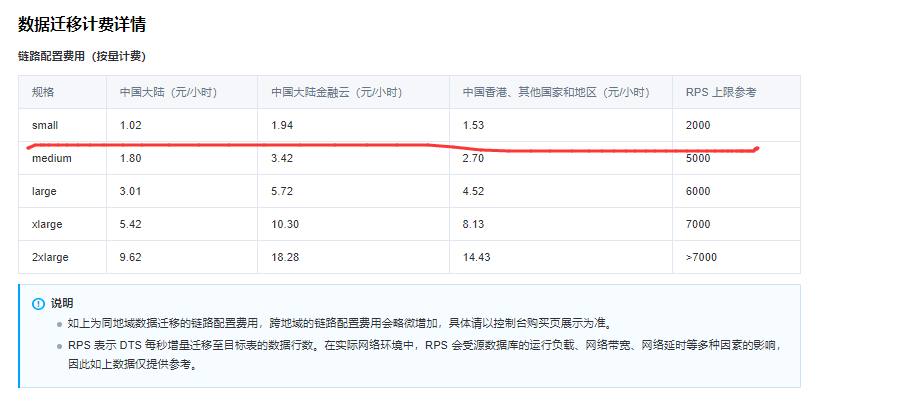 数据迁移计费详情
链路配置费用（按量计费）
规格 中国大陆（元/小时） 中国大陆金融云（元/小时） 中国香港、其他国家和地区（元/小时） RPS 上限参考
small 1.02 1.94 1.53 2000
medium 1.80 3.42 2.70 5000
large 3.01 5.72 4.52 6000
xlarge 5.42 10.30 8.13 7000
2xlarge 9.62 18.28 14.43 >7000
说明
如上为同地域数据迁移的链路配置费用，跨地域的链路配置费用会略微增加，具体请以控制台购买页展示为准。
RPS 表示 DTS 每秒增量迁移至目标表的数据行数。在实际网络环境中，RPS 会受源数据库的运行负载、网络带宽、网络延时等多种因素的影响，
因此如上数据仅提供参考。